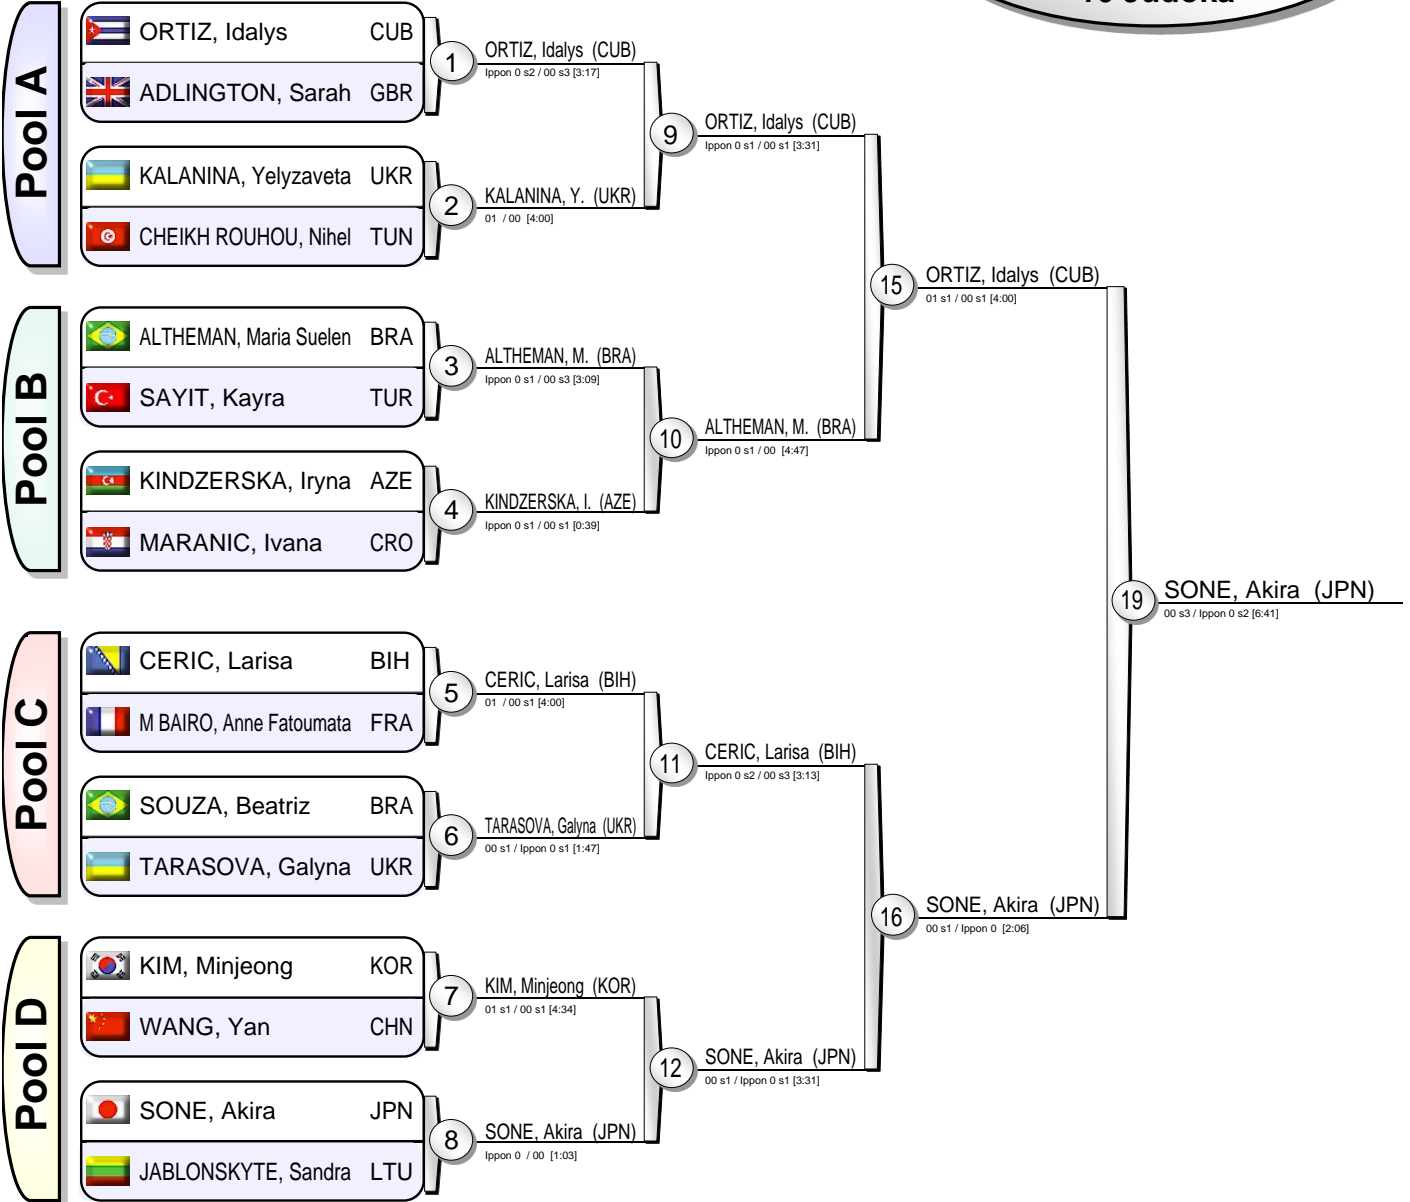 Pool A
ORTIZ, Idalys CUB
ADLINGTON, Sarah GBR
KALANINA, Yelyzaveta UKR
CHEIKH ROUHOU, Nihel TUN
1
ORTIZ, Idalys (CUB)
Ippon 0 s2 / 00 s3 [3:17]
2
KALANINA, Y. (UKR)
01 / 00 [4:00]
9
ORTIZ, Idalys (CUB)
Ippon 0 s1 / 00 s1 [3:31]
Pool B
ALTHEMAN, Maria Suelen BRA
SAYIT, Kayra TUR
KINDZERSKA, Iryna AZE
MARANIC, Ivana CRO
3
ALTHEMAN, M. (BRA)
Ippon 0 s1 / 00 s3 [3:09]
4
KINDZERSKA, I. (AZE)
Ippon 0 s1 / 00 s1 [0:39]
10
ALTHEMAN, M. (BRA)
Ippon 0 s1 / 00 [4:47]
15
ORTIZ, Idalys (CUB)
01 s1 / 00 s1 [4:00]
Pool C
CERIC, Larisa BIH
M BAIRO, Anne Fatoumata FRA
SOUZA, Beatriz BRA
TARASOVA, Galyna UKR
5
CERIC, Larisa (BIH)
01 / 00 s1 [4:00]
6
TARASOVA, Galyna (UKR)
00 s1 / Ippon 0 s1 [1:47]
11
CERIC, Larisa (BIH)
Ippon 0 s2 / 00 s3 [3:13]
Pool D
KIM, Minjeong KOR
WANG, Yan CHN
SONE, Akira JPN
JABLONSKYTE, Sandra LTU
7
KIM, Minjeong (KOR)
01 s1 / 00 s1 [4:34]
8
SONE, Akira (JPN)
Ippon 0 / 00 [1:03]
12
SONE, Akira (JPN)
00 s1 / Ippon 0 s1 [3:31]
16
SONE, Akira (JPN)
00 s1 / Ippon 0 [2:06]
19
SONE, Akira (JPN)
00 s3 / Ippon 0 s2 [6:41]